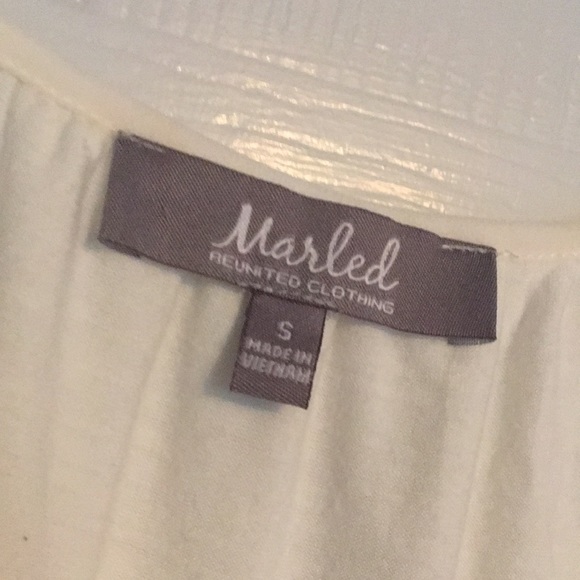 Marled
REUNITED CLOTHING
S
MADE IN
VIETNAM